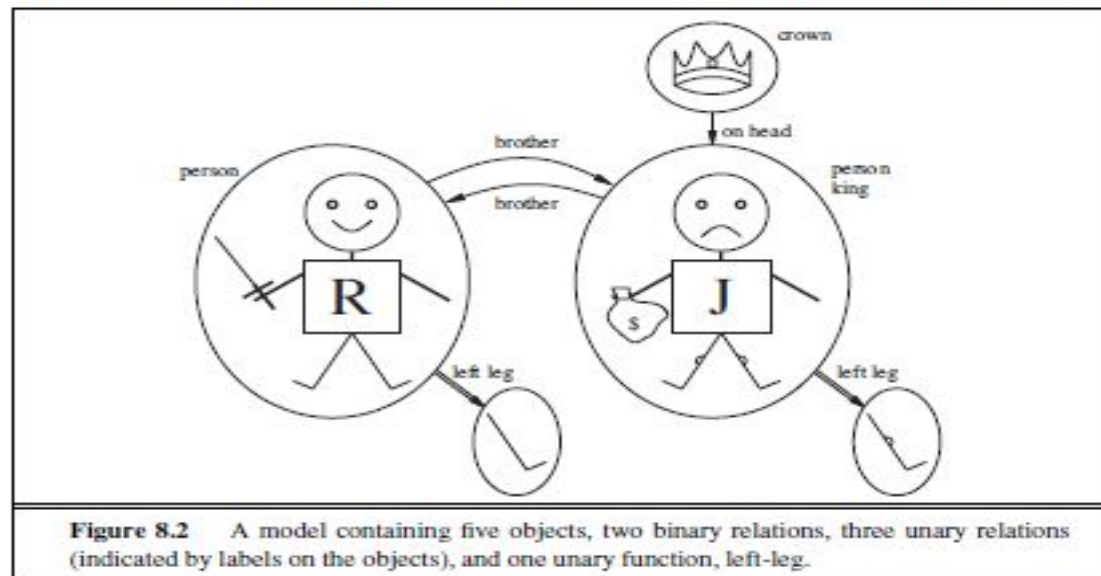 crown
on head
brother
person
person
king
brother
R
J
$
left leg
left leg
Figure 8.2 A model containing five objects, two binary relations, three unary relations
(indicated by labels on the objects), and one unary function, left-leg.